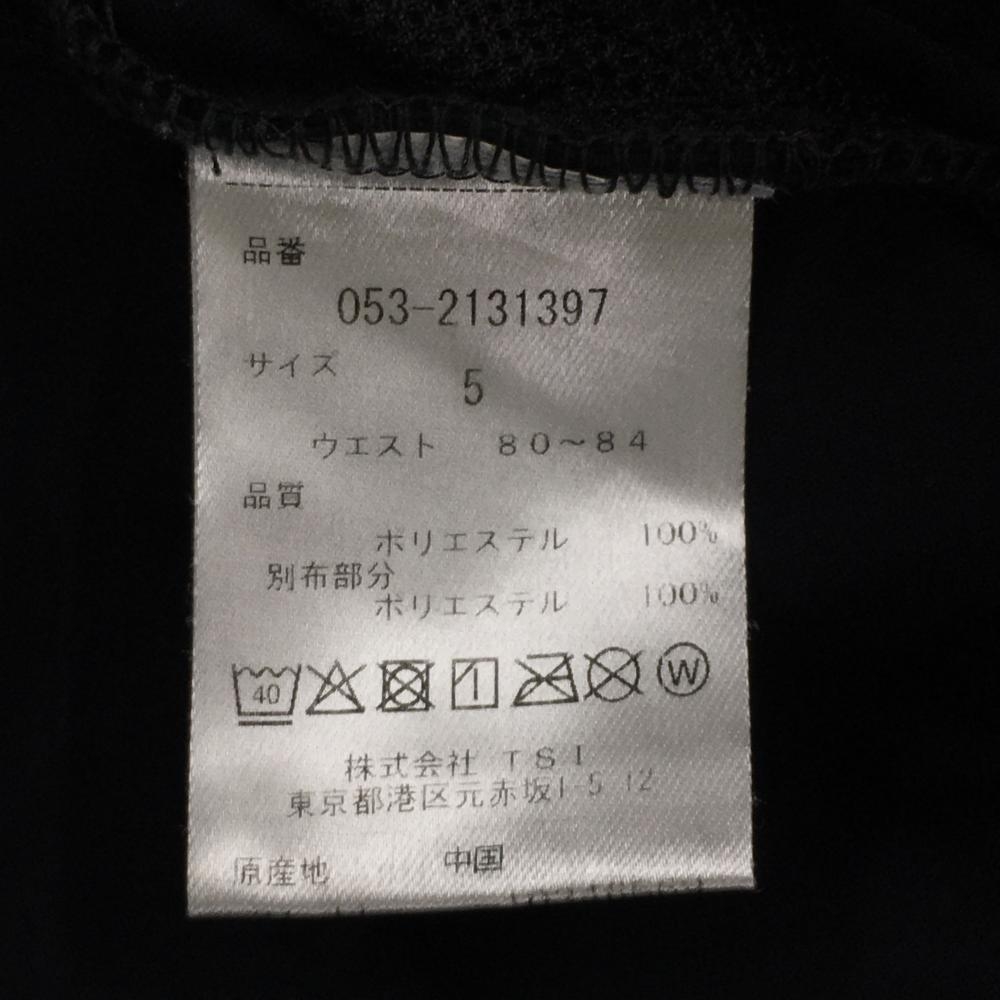 品番
053-2131397
サイズ
5
ウエスト 80～84
品質
ポリエステル 100%
別布部分
ポリエステル 100%
40 W
株式会社 TSI
東京都港区元赤坂1-5-12
原産地 中国